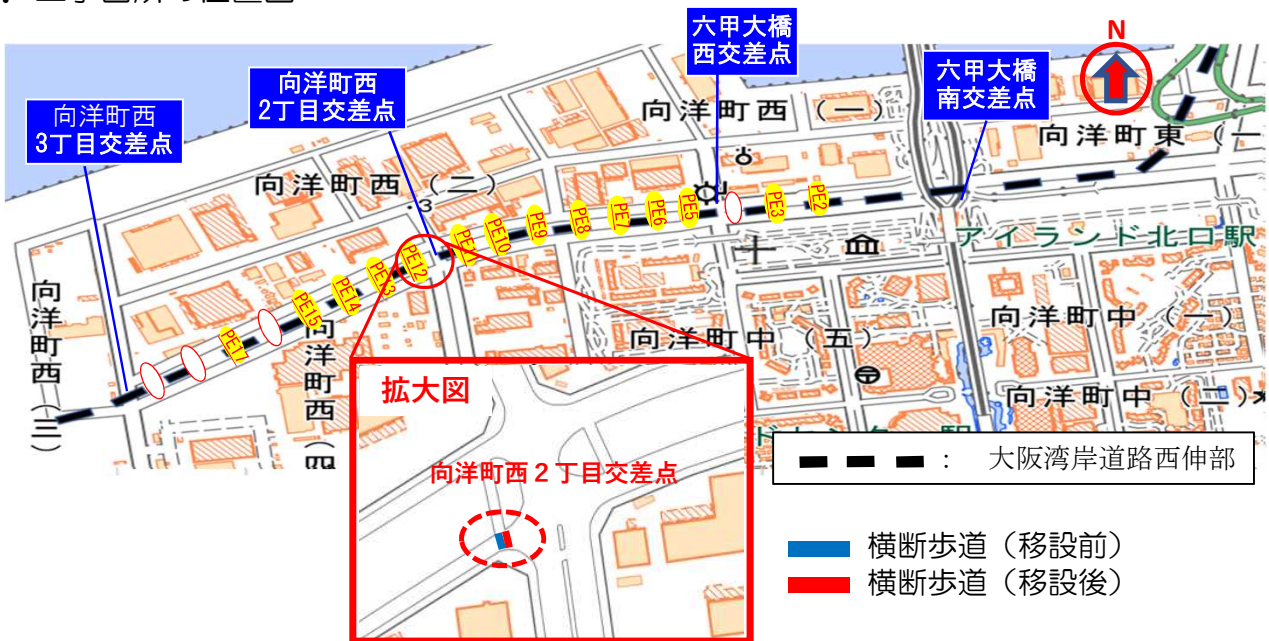 六甲大橋
西交差点
N
向洋町西
2丁目交差点
六甲大橋
南交差点
向洋町西
3丁目交差点
向洋町西（一）
向洋町東（一
向洋町西（二）
.3
PE12
PE11
PE10
PE9
PE8
PE7
PE6
PE5
PE3
PE2
アイランド北口駅
PE17
PE15
PE14
PE13
向洋町西（三）
向洋町西（四
向洋町中（五）
向洋町中（一）
向洋町中（二）
拡大図
向洋町西２丁目交差点
： 大阪湾岸道路西伸部
横断歩道（移設前）
横断歩道（移設後）